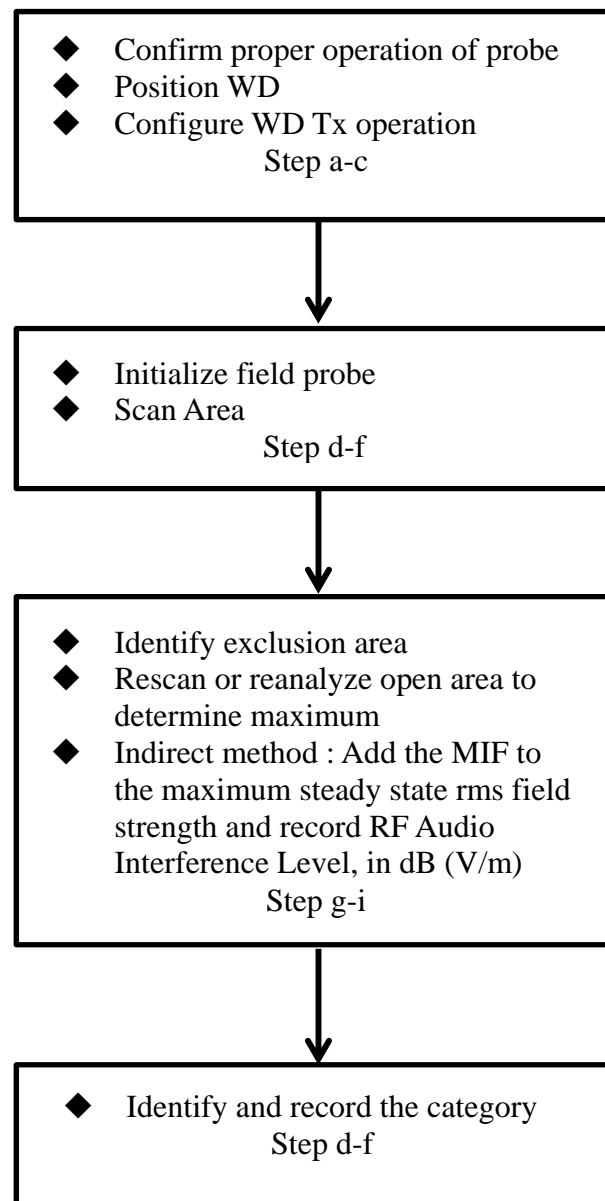 ◆ Confirm proper operation of probe
◆ Position WD
◆ Configure WD Tx operation
Step a-c
◆ Initialize field probe
◆ Scan Area
Step d-f
◆ Identify exclusion area
◆ Rescan or reanalyze open area to
determine maximum
◆ Indirect method : Add the MIF to
the maximum steady state rms field
strength and record RF Audio
Interference Level, in dB (V/m)
Step g-i
◆ Identify and record the category
Step d-f